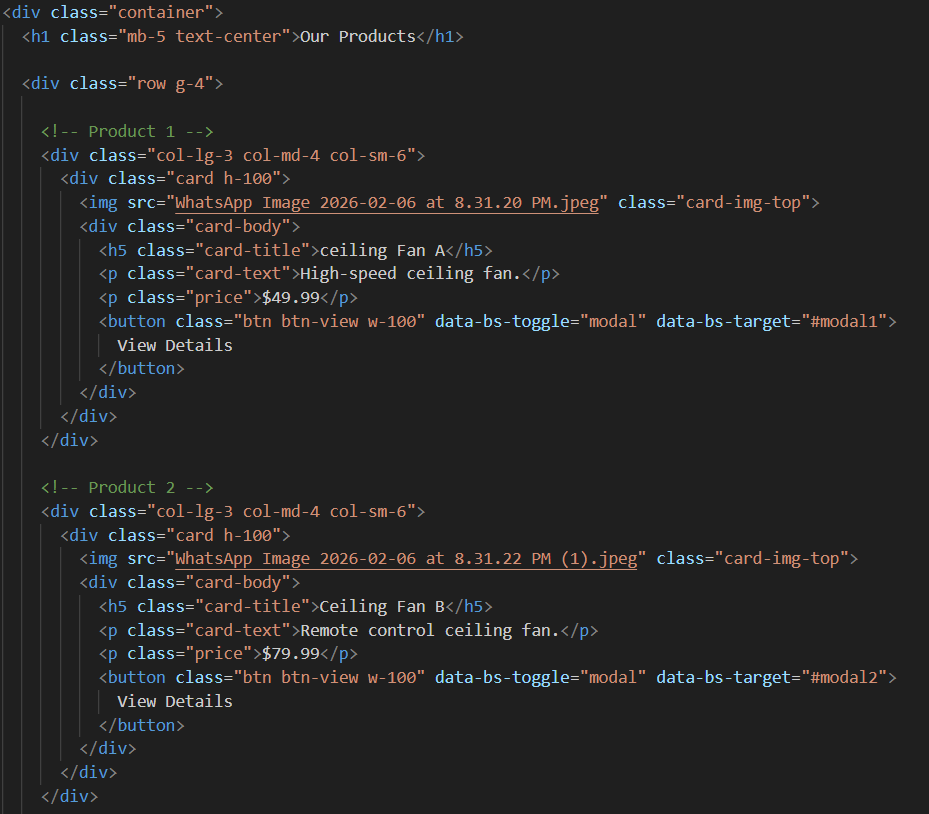 <div class="container">
<h1 class="mb-5 text-center">Our Products</h1>
<div class="row g-4">
<!-- Product 1 -->
<div class="col-lg-3 col-md-4 col-sm-6">
<div class="card h-100">
<img src="WhatsApp Image 2026-02-06 at 8.31.20 PM.jpeg" class="card-img-top">
<div class="card-body">
<h5 class="card-title">ceiling Fan A</h5>
<p class="card-text">High-speed ceiling fan.</p>
<p class="price">$49.99</p>
<button class="btn btn-view w-100" data-bs-toggle="modal" data-bs-target="#modal1">
View Details
</button>
</div>
</div>
</div>
<!-- Product 2 -->
<div class="col-lg-3 col-md-4 col-sm-6">
<div class="card h-100">
<img src="WhatsApp Image 2026-02-06 at 8.31.22 PM (1).jpeg" class="card-img-top">
<div class="card-body">
<h5 class="card-title">Ceiling Fan B</h5>
<p class="card-text">Remote control ceiling fan.</p>
<p class="price">$79.99</p>
<button class="btn btn-view w-100" data-bs-toggle="modal" data-bs-target="#modal2">
View Details
</button>
</div>
</div>
</div>